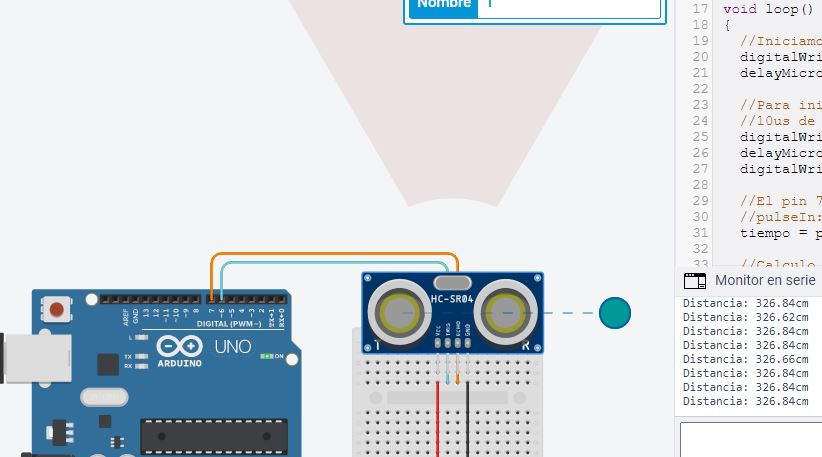 Nombre 1
17 void loop()
18 {
19 //Iniciamo
20 digitalWri
21 delayMicro
22
23 //Para ini
24 //10us de
25 digitalWri
26 delayMicro
27 digitalWri
28
29 //El pin 7
30 //pulseIn:
31 tiempo = p
32
33 //Calculo
Monitor en serie
Distancia: 326.84cm
Distancia: 326.62cm
Distancia: 326.84cm
Distancia: 326.84cm
Distancia: 326.66cm
Distancia: 326.84cm
Distancia: 326.84cm
Distancia: 326.84cm
HC-SR04
VCC
TRIG
ECHO
GND
T
R
AREF
GND
13
12
~11
~10
~9
8
7
~6
~5
4
~3
2
TX→1
RX←0
DIGITAL (PWM~)
L
TX
RX
ARDUINO
UNO
ON